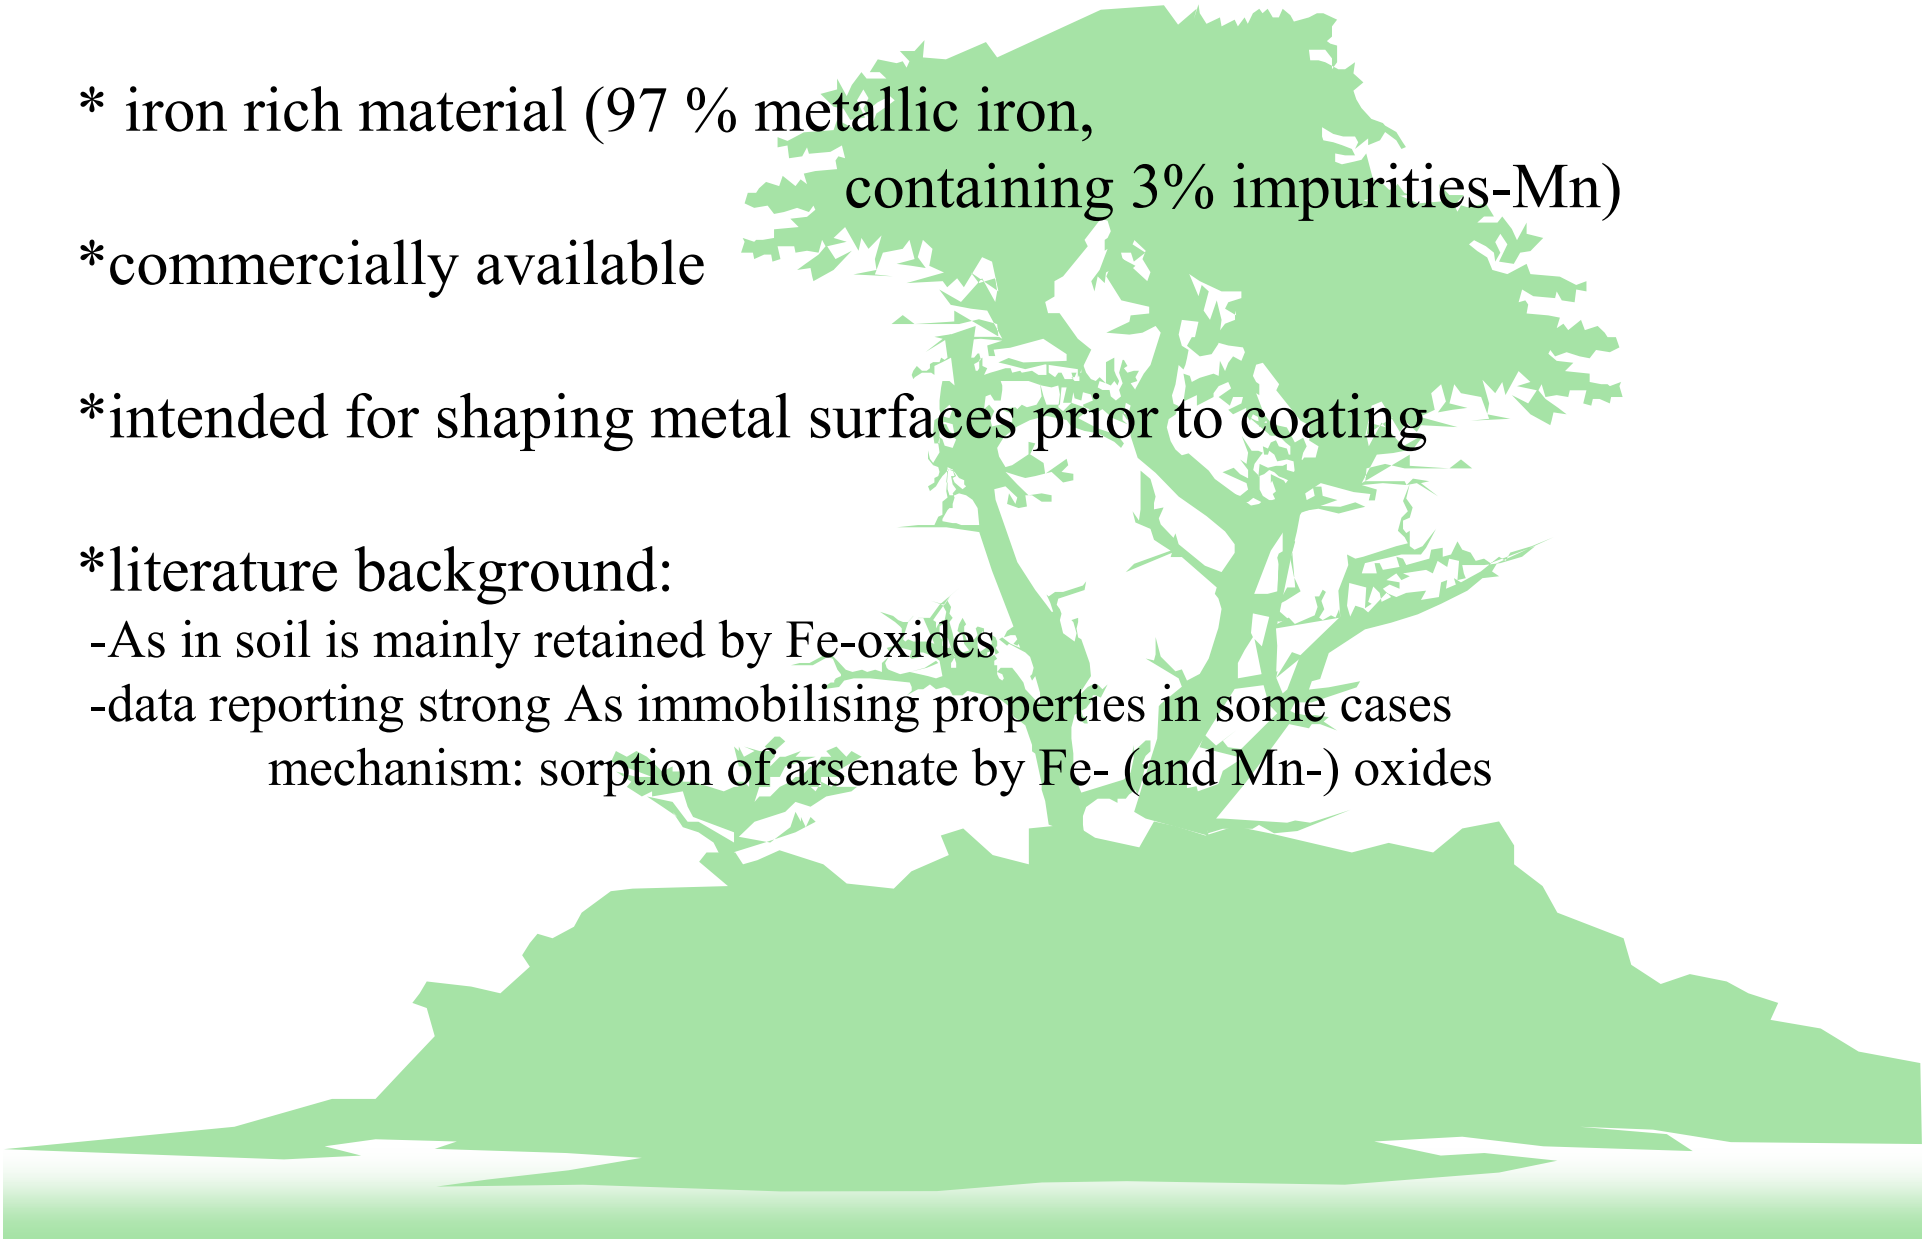 * iron rich material (97 % metallic iron,
containing 3% impurities-Mn)
*commercially available
*intended for shaping metal surfaces prior to coating
*literature background:
-As in soil is mainly retained by Fe-oxides
-data reporting strong As immobilising properties in some cases
mechanism: sorption of arsenate by Fe- (and Mn-) oxides